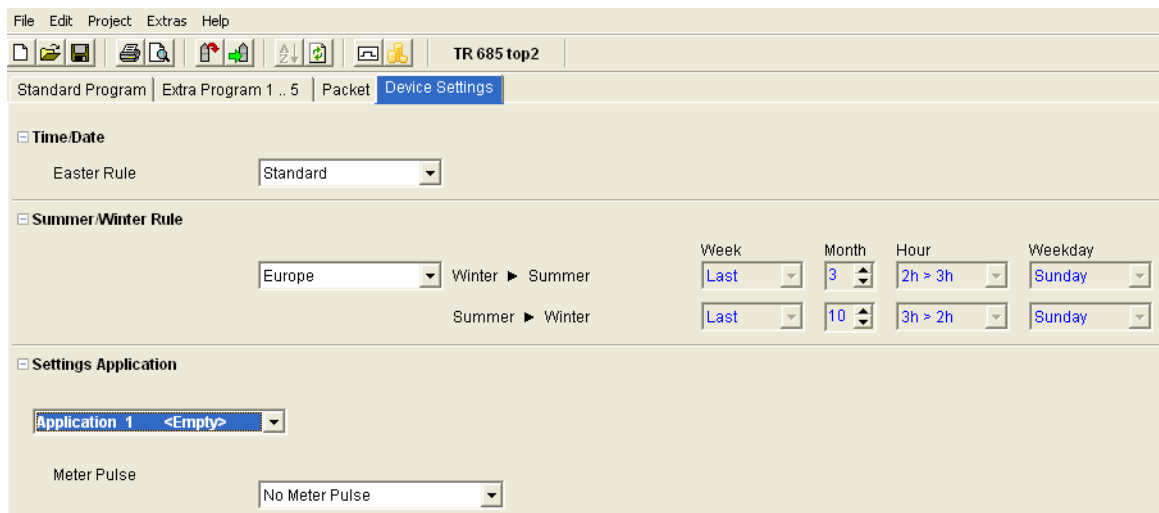 File Edit Project Extras Help
TR 685 top2
Standard Program Extra Program 1 .. 5 Packet Device Settings
Time/Date
Easter Rule Standard
Summer/Winter Rule
Week Month Hour Weekday
Europe Winter ► Summer Last 3 2h > 3h Sunday
Summer ► Winter Last 10 3h > 2h Sunday
Settings Application
Application 1 <Empty>
Meter Pulse
No Meter Pulse